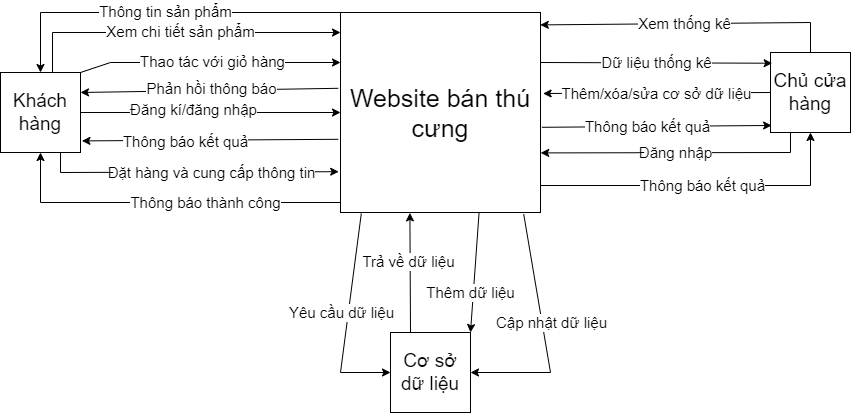 Thông tin sản phẩm
Xem chi tiết sản phẩm
Thao tác với giỏ hàng
Phản hồi thông báo
Đăng kí/đăng nhập
Thông báo kết quả
Đặt hàng và cung cấp thông tin
Thông báo thành công
Khách
hàng
Website bán thú
cưng
Xem thống kê
Dữ liệu thống kê
Thêm/xóa/sửa cơ sở dữ liệu
Thông báo kết quả
Đăng nhập
Thông báo kết quả
Chủ cửa
hàng
Trả về dữ liệu
Thêm dữ liệu
Yêu cầu dữ liệu
Cập nhật dữ liệu
Cơ sở
dữ liệu